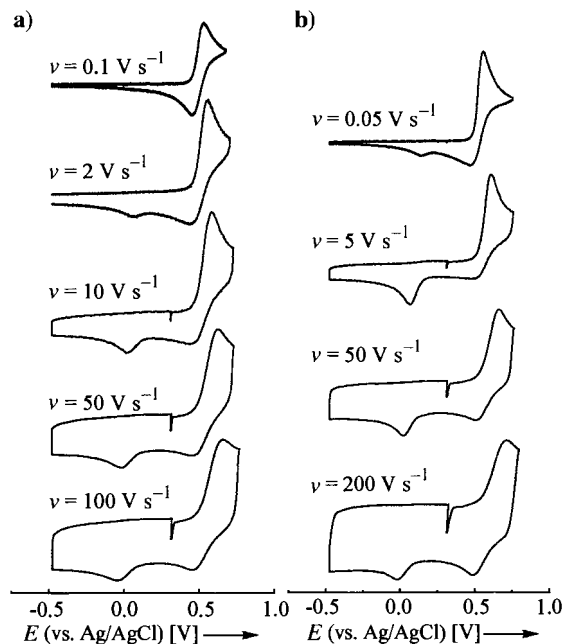 a)
v = 0.1 V s⁻¹
v = 2 V s⁻¹
v = 10 V s⁻¹
v = 50 V s⁻¹
v = 100 V s⁻¹
-0.5 0.0 0.5 1.0
E (vs. Ag/AgCl) [V]
b)
v = 0.05 V s⁻¹
v = 5 V s⁻¹
v = 50 V s⁻¹
v = 200 V s⁻¹
-0.5 0.0 0.5 1.0
E (vs. Ag/AgCl) [V]